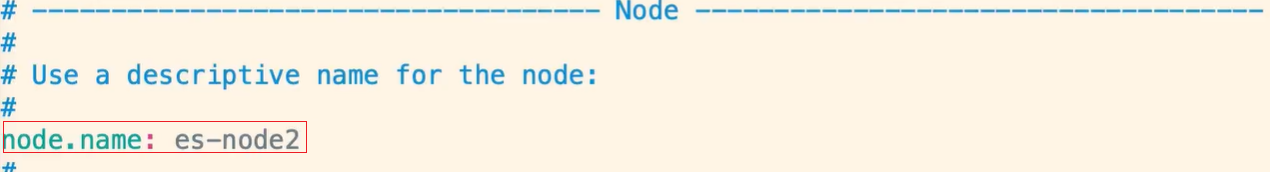 # ------------------------------------ Node ------------------------------------
#
# Use a descriptive name for the node:
#
node.name: es-node2
#